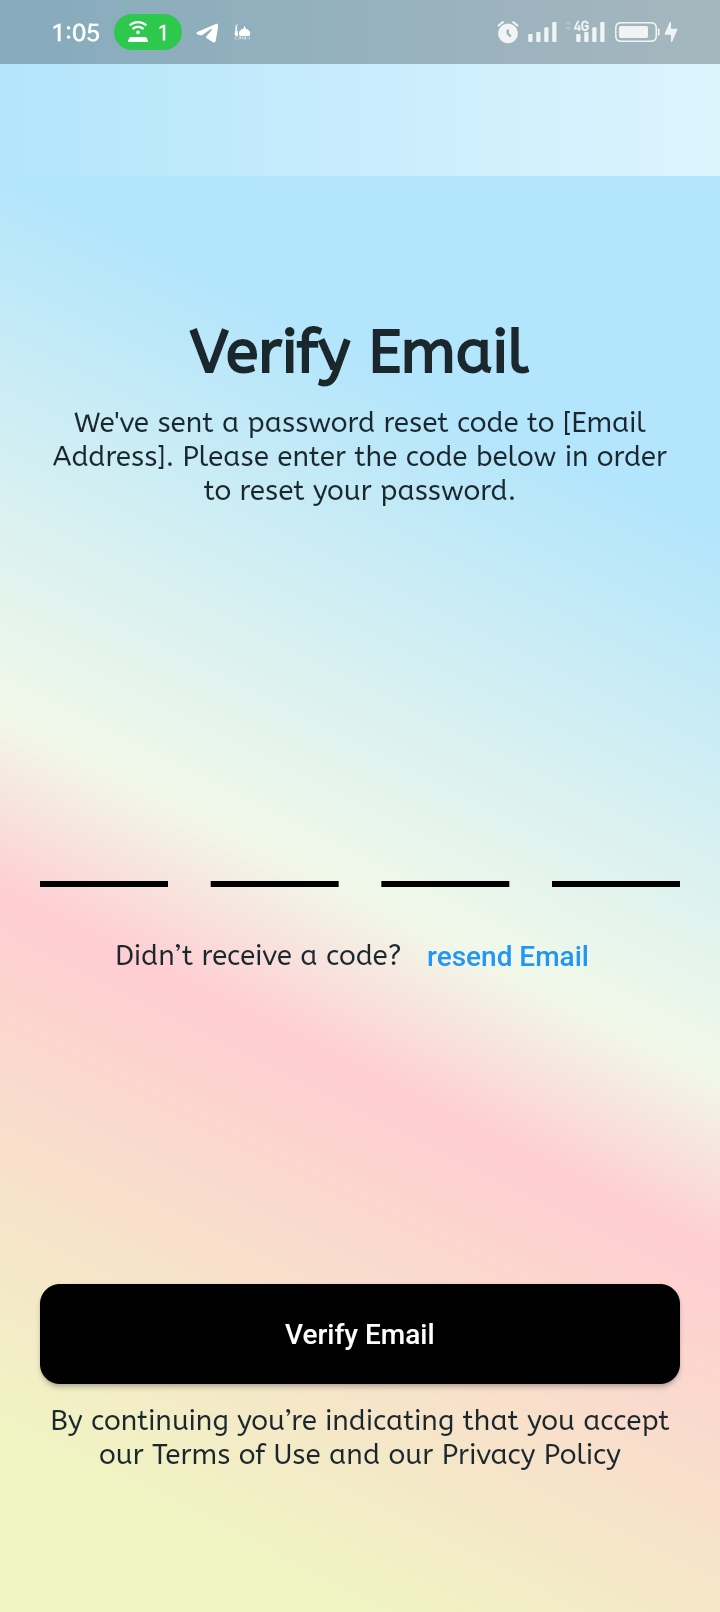 1:05
1
4G
Verify Email
We've sent a password reset code to [Email
Address]. Please enter the code below in order
to reset your password.
Didn’t receive a code? resend Email
Verify Email
By continuing you’re indicating that you accept
our Terms of Use and our Privacy Policy